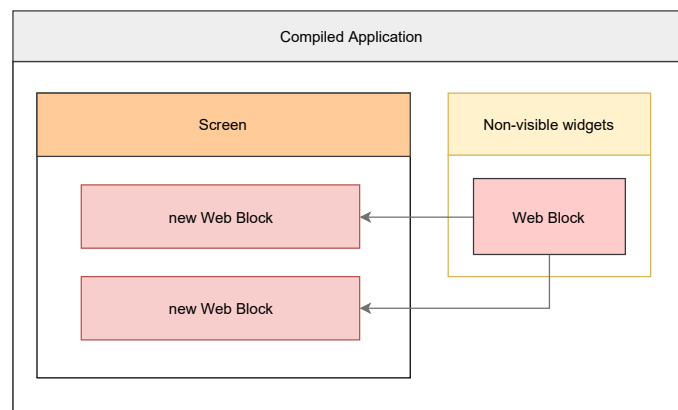 Compiled Application
Screen
Non-visible widgets
new Web Block
Web Block
new Web Block